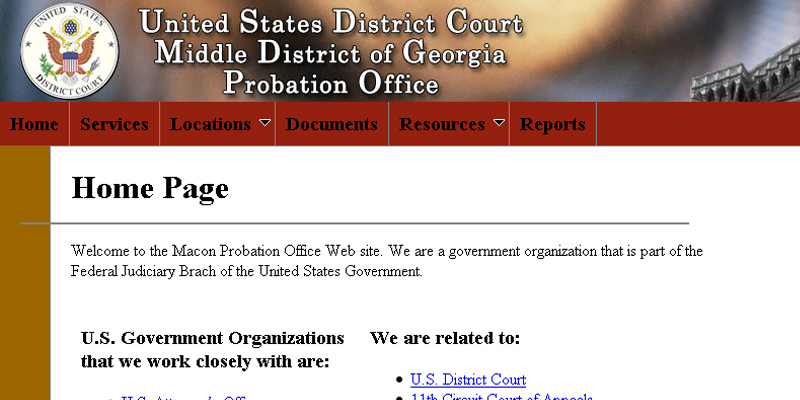 UNITED STATES
DISTRICT COURT
United States District Court
Middle District of Georgia
Probation Office
Home Services Locations Documents Resources Reports
Home Page
Welcome to the Macon Probation Office Web site. We are a government organization that is part of the
Federal Judiciary Brach of the United States Government.
U.S. Government Organizations
that we work closely with are:
We are related to:
U.S. District Court
11th Circuit Court of Appeals
U.S. Attorney's